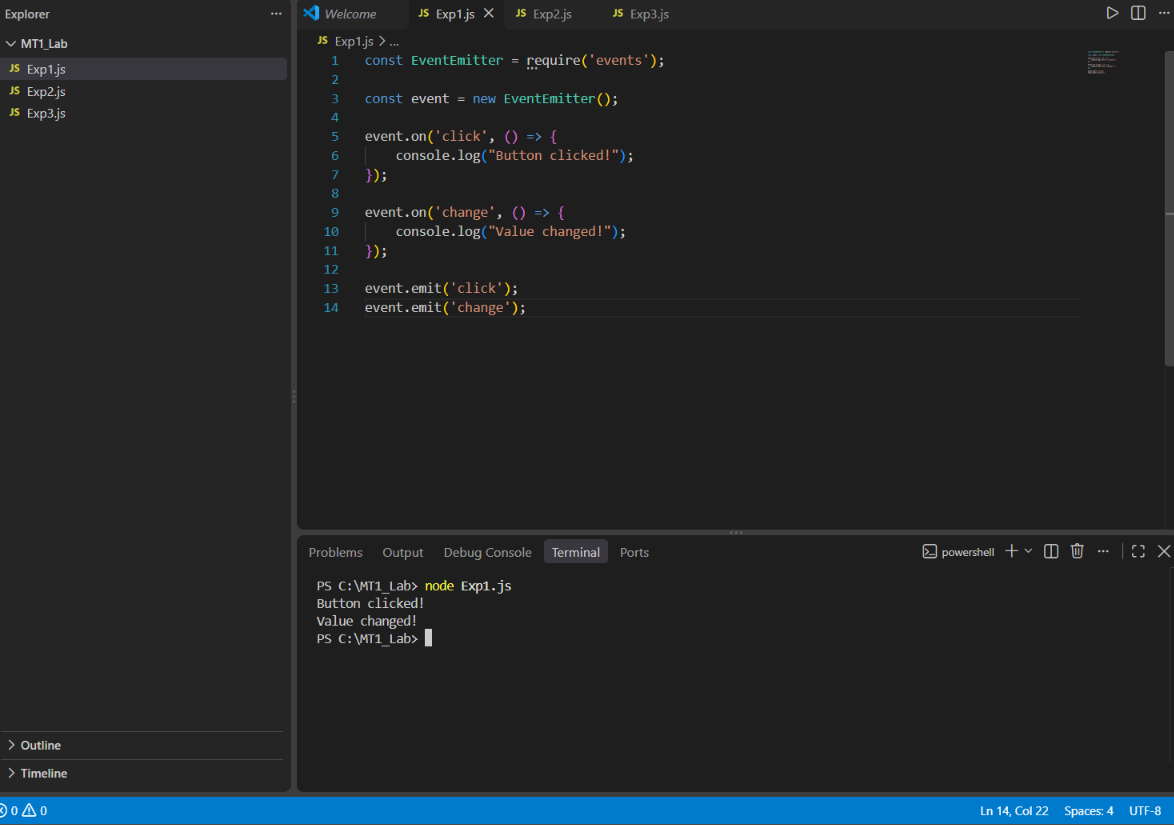 Explorer
MT1_Lab
JS Exp1.js
JS Exp2.js
JS Exp3.js
Outline
Timeline
Welcome
JS Exp1.js
JS Exp2.js
JS Exp3.js
JS Exp1.js > ...
1 const EventEmitter = require('events');
2
3 const event = new EventEmitter();
4
5 event.on('click', () => {
6     console.log("Button clicked!");
7 });
8
9 event.on('change', () => {
10     console.log("Value changed!");
11 });
12
13 event.emit('click');
14 event.emit('change');
Problems Output Debug Console Terminal Ports
powershell
PS C:\MT1_Lab> node Exp1.js
Button clicked!
Value changed!
PS C:\MT1_Lab>
0 0
Ln 14, Col 22 Spaces: 4 UTF-8